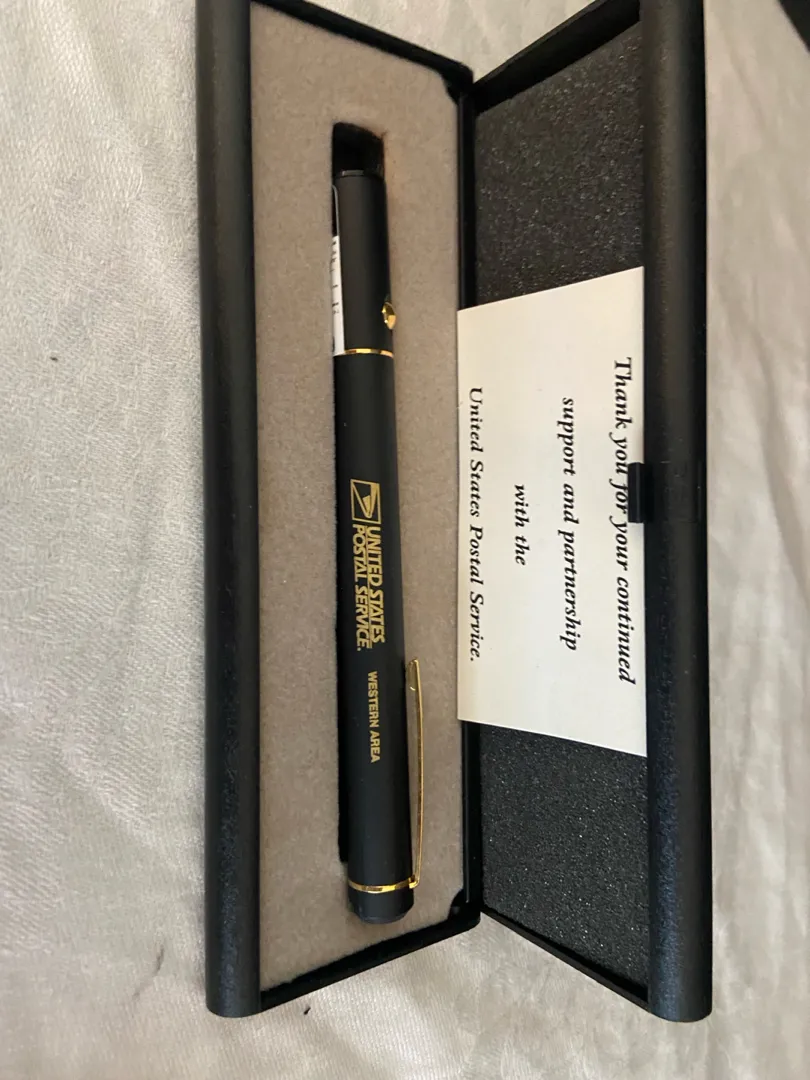 Thank you for your continued
support and partnership
with the
United States Postal Service.
UNITED STATES
POSTAL SERVICE.
WESTERN AREA